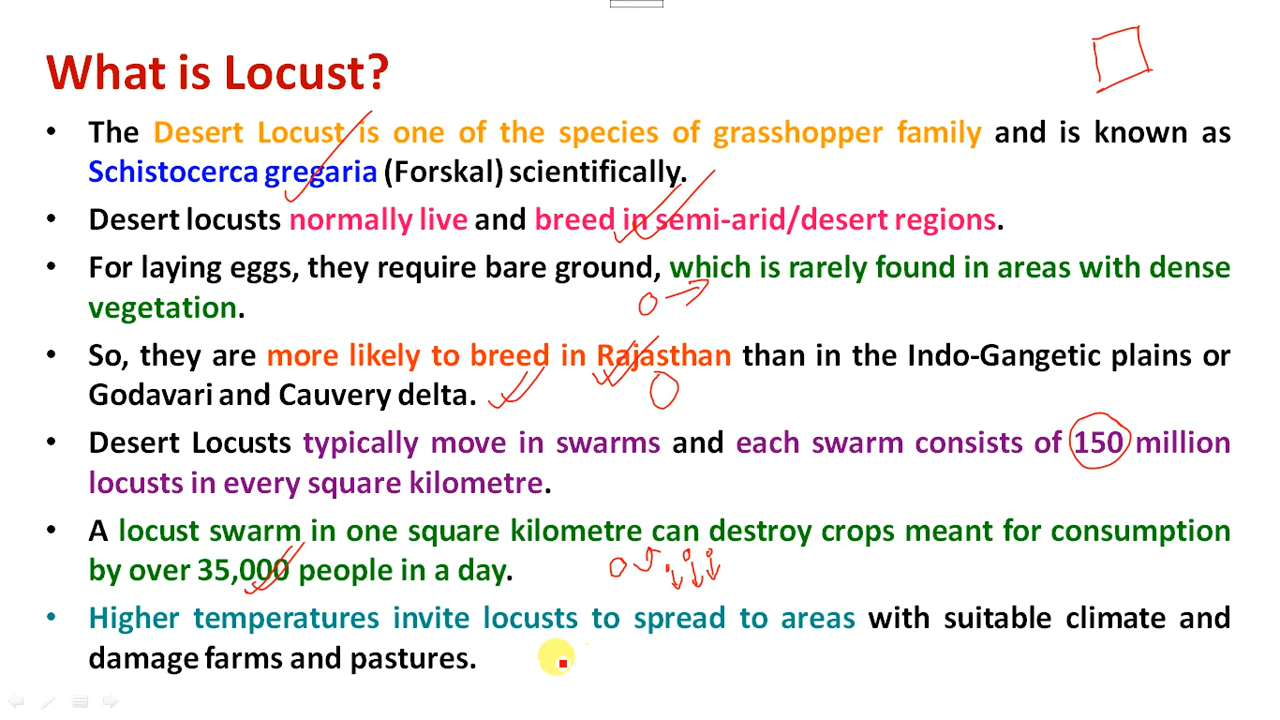 What is Locust?
• The Desert Locust is one of the species of grasshopper family and is known as
Schistocerca gregaria (Forskal) scientifically.
• Desert locusts normally live and breed in semi-arid/desert regions.
• For laying eggs, they require bare ground, which is rarely found in areas with dense
vegetation.
• So, they are more likely to breed in Rajasthan than in the Indo-Gangetic plains or
Godavari and Cauvery delta.
• Desert Locusts typically move in swarms and each swarm consists of 150 million
locusts in every square kilometre.
• A locust swarm in one square kilometre can destroy crops meant for consumption
by over 35,000 people in a day.
• Higher temperatures invite locusts to spread to areas with suitable climate and
damage farms and pastures.